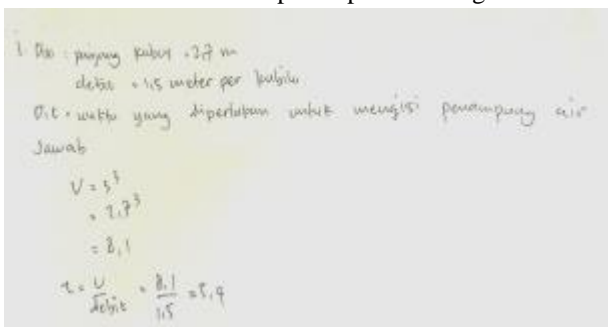 1 Dik : panjang kubus = 2,7 m
debit = 1,5 meter per kubik
Dit = waktu yang diperlukan untuk mengisi penampung air
Jawab
V = s³
= 2,7³
= 8,1
t = V/debit = 8,1/1,5 = 5,4